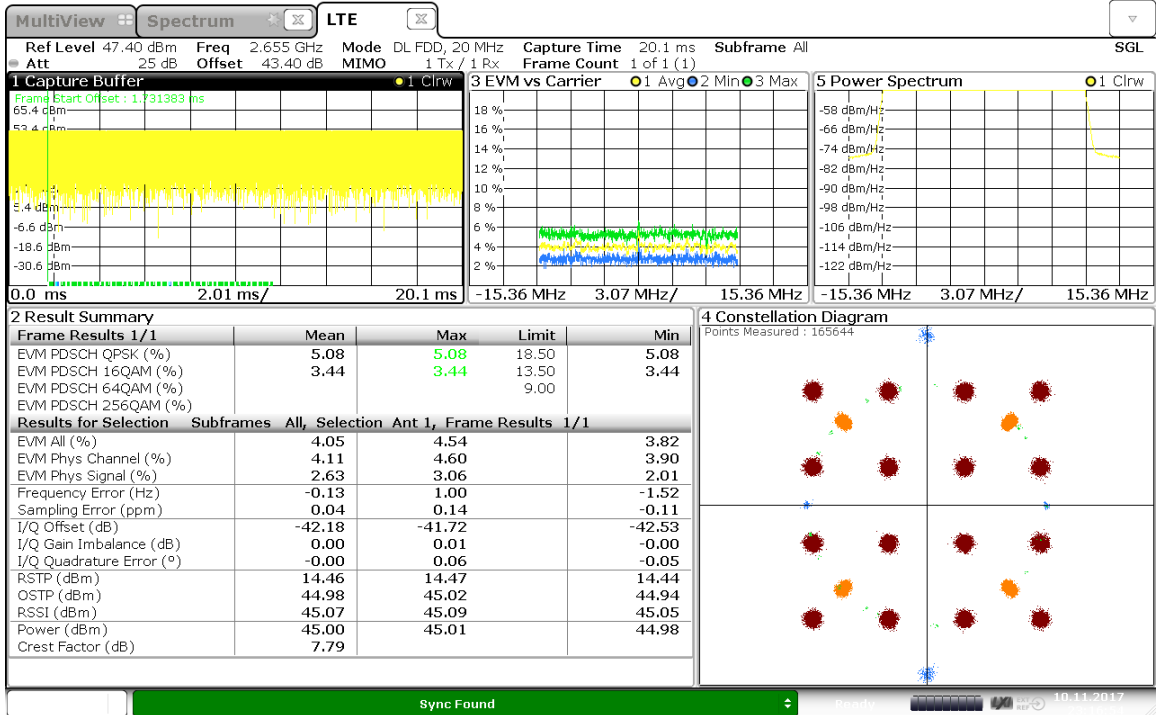 MultiView Spectrum LTE
Ref Level 47.40 dBm Freq 2.655 GHz Mode DL FDD, 20 MHz Capture Time 20.1 ms Subframe All SGL
Att 25 dB Offset 43.40 dB MIMO 1 Tx / 1 Rx Frame Count 1 of 1 (1)
1 Capture Buffer 1 Clrw
Frame Start Offset : 1.731383 ms
65.4 dBm
53.4 dBm
5.4 dBm
-6.6 dBm
-18.6 dBm
-30.6 dBm
0.0 ms 2.01 ms/ 20.1 ms
3 EVM vs Carrier 1 Avg 2 Min 3 Max
18 %
16 %
14 %
12 %
10 %
8 %
6 %
4 %
2 %
-15.36 MHz 3.07 MHz/ 15.36 MHz
5 Power Spectrum 1 Clrw
-58 dBm/Hz
-66 dBm/Hz
-74 dBm/Hz
-82 dBm/Hz
-90 dBm/Hz
-98 dBm/Hz
-106 dBm/Hz
-114 dBm/Hz
-122 dBm/Hz
-15.36 MHz 3.07 MHz/ 15.36 MHz
2 Result Summary
Frame Results 1/1 Mean Max Limit Min
EVM PDSCH QPSK (%) 5.08 5.08 18.50 5.08
EVM PDSCH 16QAM (%) 3.44 3.44 13.50 3.44
EVM PDSCH 64QAM (%) 9.00
EVM PDSCH 256QAM (%)
Results for Selection Subframes All, Selection Ant 1, Frame Results 1/1
EVM All (%) 4.05 4.54 3.82
EVM Phys Channel (%) 4.11 4.60 3.90
EVM Phys Signal (%) 2.63 3.06 2.01
Frequency Error (Hz) -0.13 1.00 -1.52
Sampling Error (ppm) 0.04 0.14 -0.11
I/Q Offset (dB) -42.18 -41.72 -42.53
I/Q Gain Imbalance (dB) 0.00 0.01 -0.00
I/Q Quadrature Error (°) -0.00 0.06 -0.05
RSTP (dBm) 14.46 14.47 14.44
OSTP (dBm) 44.98 45.02 44.94
RSSI (dBm) 45.07 45.09 45.05
Power (dBm) 45.00 45.01 44.98
Crest Factor (dB) 7.79
4 Constellation Diagram
Points Measured : 165644
Sync Found
Ready
LXI EXT REF
10.11.2017